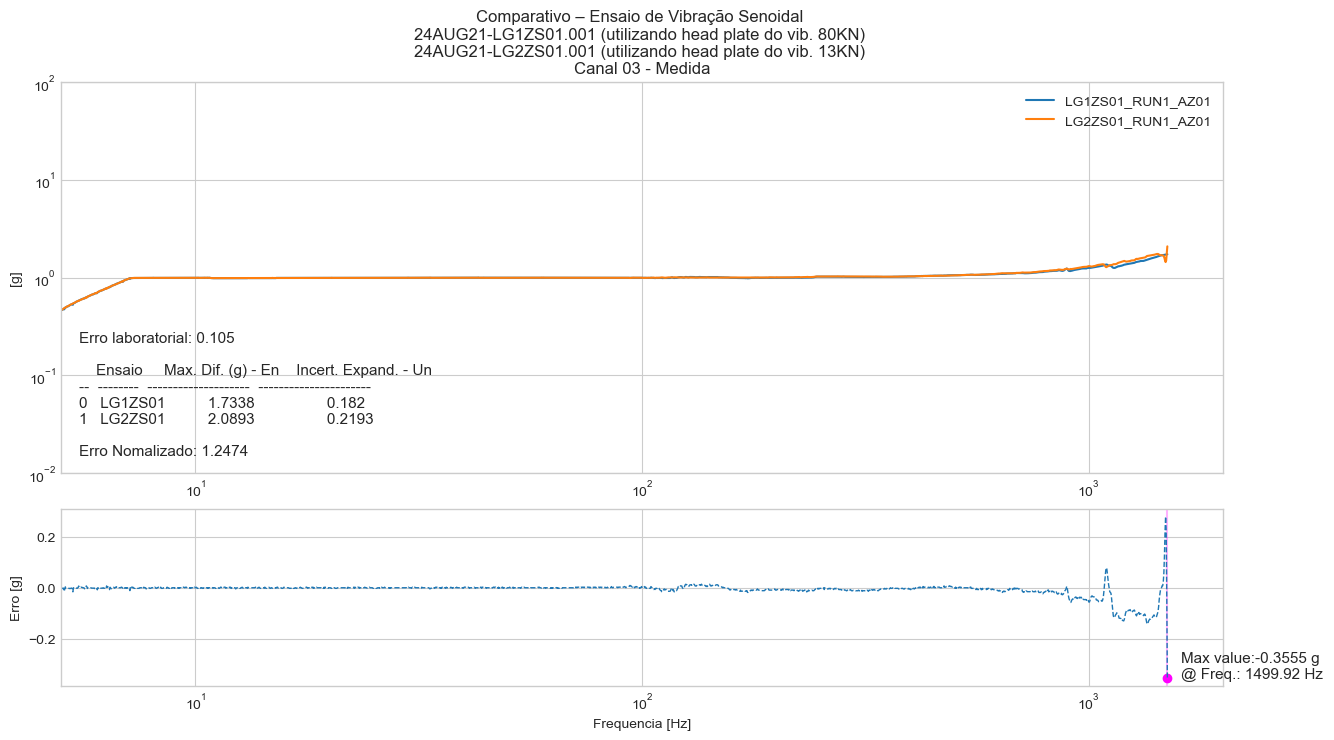 Comparativo – Ensaio de Vibração Senoidal
24AUG21-LG1ZS01.001 (utilizando head plate do vib. 80KN)
24AUG21-LG2ZS01.001 (utilizando head plate do vib. 13KN)
Canal 03 - Medida
LG1ZS01_RUN1_AZ01
LG2ZS01_RUN1_AZ01
10²
10¹
10⁰
10⁻¹
10⁻²
[g]
Erro laboratorial: 0.105
Ensaio Max. Dif. (g) - En Incert. Expand. - Un
-- -------- -------------------- ----------------------
0 LG1ZS01 1.7338 0.182
1 LG2ZS01 2.0893 0.2193
Erro Nomalizado: 1.2474
10¹ 10² 10³
0.2
0.0
−0.2
Erro [g]
Max value:-0.3555 g
@ Freq.: 1499.92 Hz
10¹ 10² 10³
Frequencia [Hz]